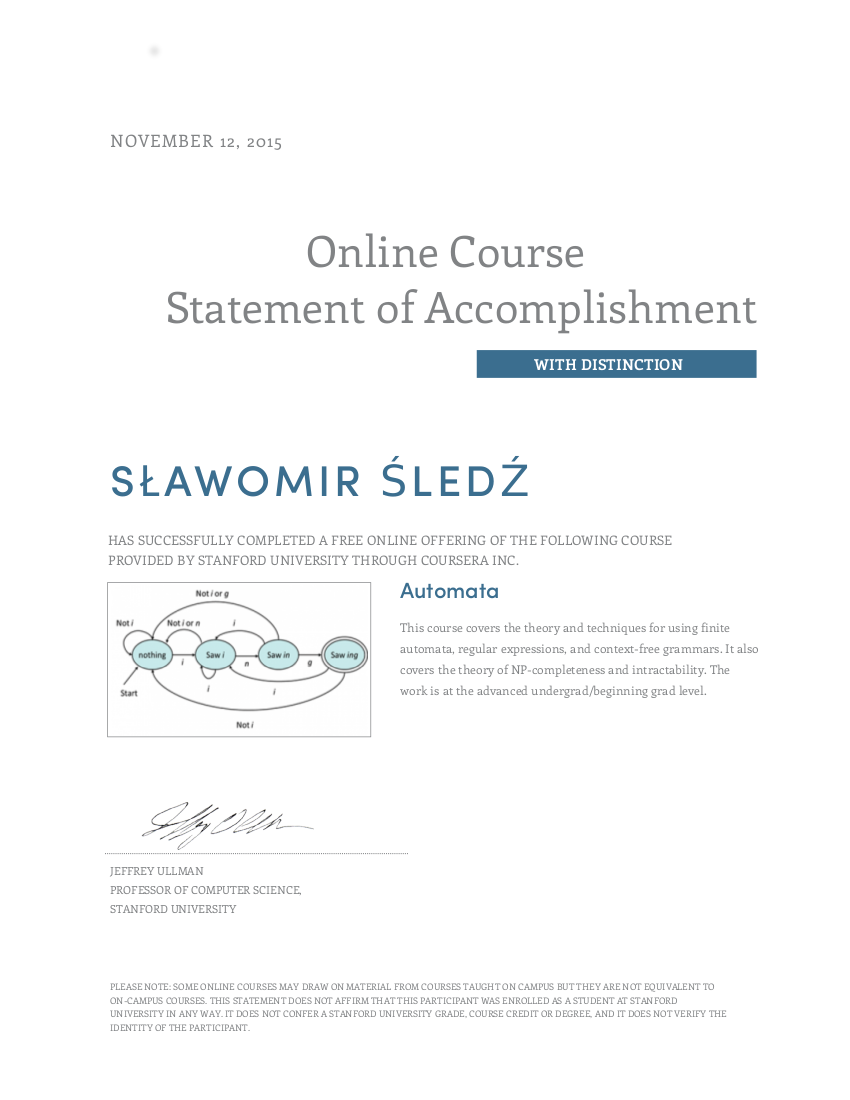 NOVEMBER 12, 2015
Online Course
Statement of Accomplishment
WITH DISTINCTION
SŁAWOMIR ŚLEDŹ
HAS SUCCESSFULLY COMPLETED A FREE ONLINE OFFERING OF THE FOLLOWING COURSE
PROVIDED BY STANFORD UNIVERSITY THROUGH COURSERA INC.
Not i or g
Not i
Not i or n
i
nothing
Saw i
Saw in
Saw ing
i
n
g
Start
i
i
Not i
Automata
This course covers the theory and techniques for using finite
automata, regular expressions, and context-free grammars. It also
covers the theory of NP-completeness and intractability. The
work is at the advanced undergrad/beginning grad level.
JEFFREY ULLMAN
PROFESSOR OF COMPUTER SCIENCE,
STANFORD UNIVERSITY
PLEASE NOTE: SOME ONLINE COURSES MAY DRAW ON MATERIAL FROM COURSES TAUGHT ON CAMPUS BUT THEY ARE NOT EQUIVALENT TO
ON-CAMPUS COURSES. THIS STATEMENT DOES NOT AFFIRM THAT THIS PARTICIPANT WAS ENROLLED AS A STUDENT AT STANFORD
UNIVERSITY IN ANY WAY. IT DOES NOT CONFER A STANFORD UNIVERSITY GRADE, COURSE CREDIT OR DEGREE, AND IT DOES NOT VERIFY THE
IDENTITY OF THE PARTICIPANT.